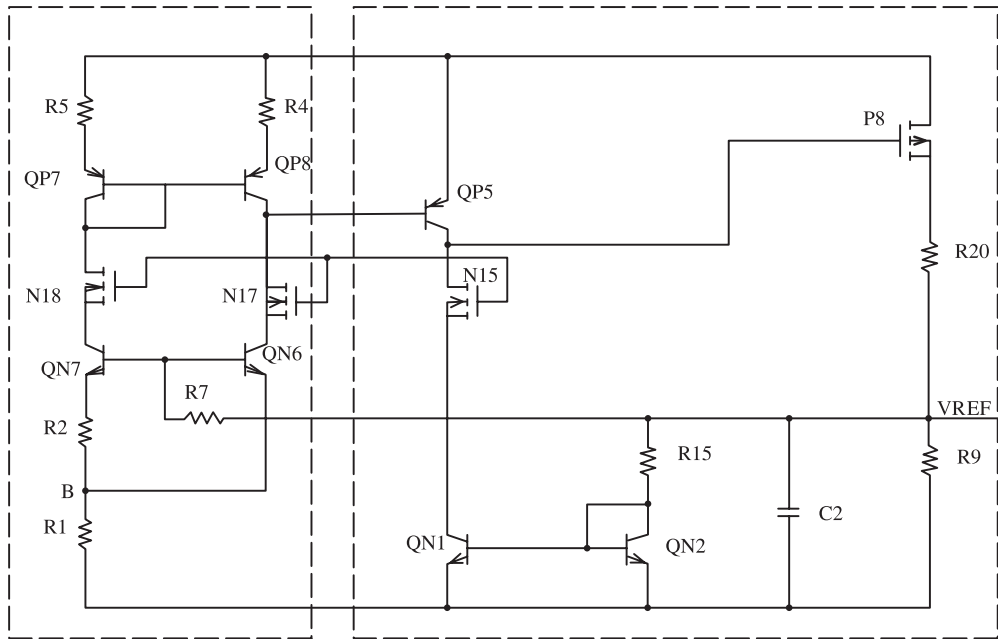 R5
R4
P8
QP7
QP8
QP5
R20
N18
N17
N15
QN7
QN6
R7
R2
VREF
R15
R9
B
R1
C2
QN1
QN2